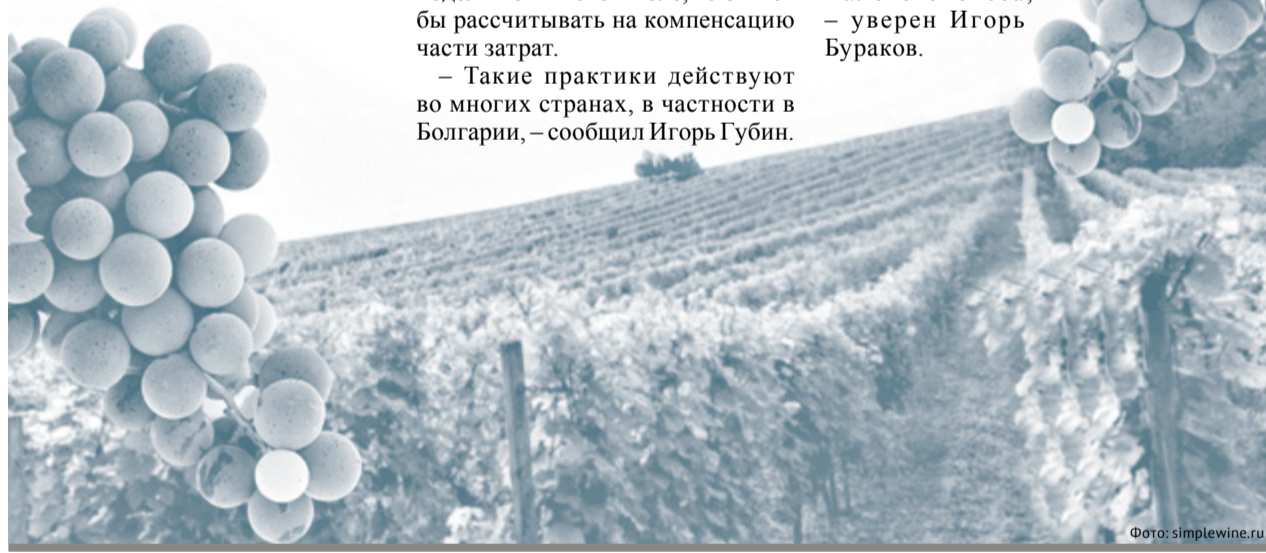 бы рассчитывать на компенсацию
части затрат.
– Такие практики действуют
во многих странах, в частности в
Болгарии, – сообщил Игорь Губин.
– уверен Игорь
Бураков.
Фото: simplewine.ru